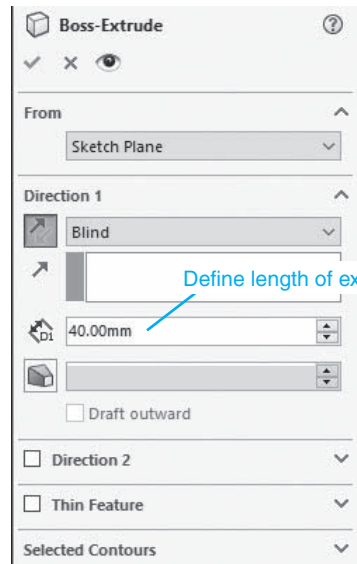 Boss-Extrude
From
Sketch Plane
Direction 1
Blind
Define length of ex
D1 40.00mm
Draft outward
Direction 2
Thin Feature
Selected Contours